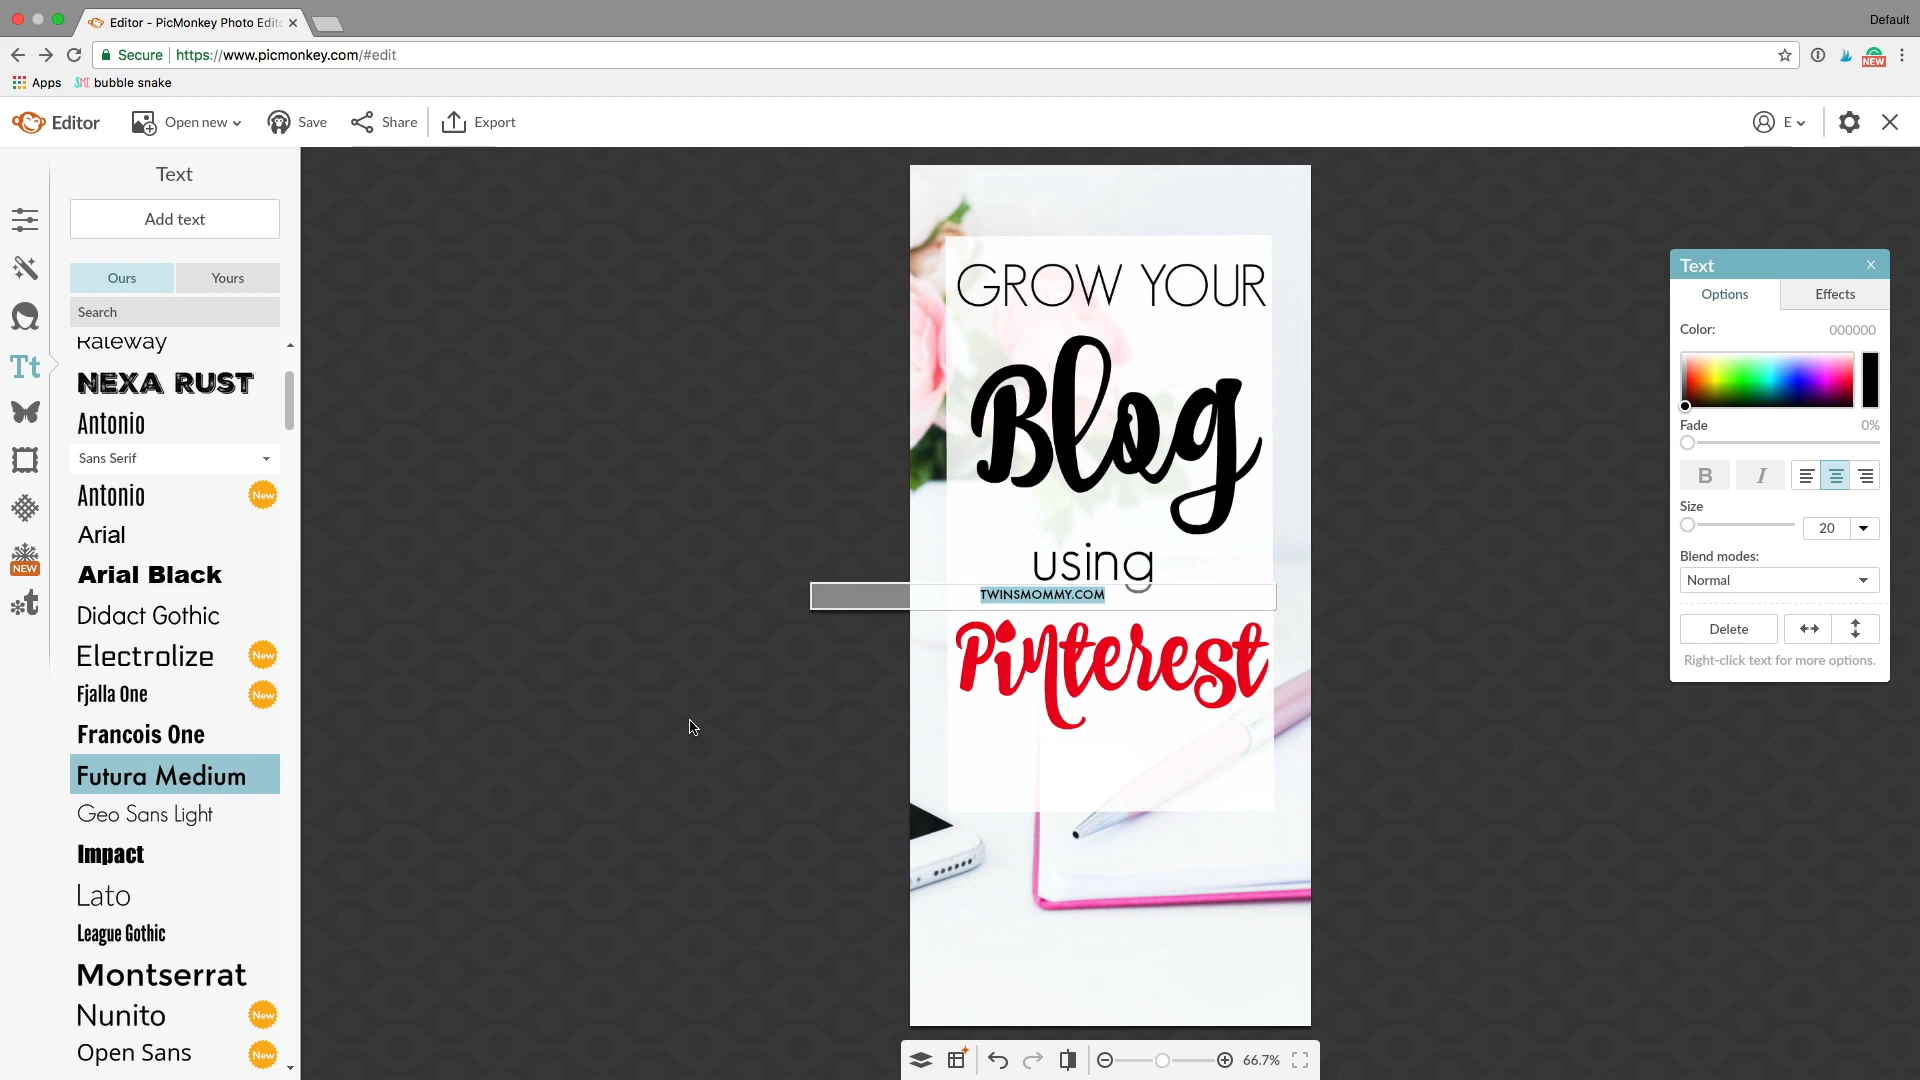 Default
Editor - PicMonkey Photo Edit
Secure https://www.picmonkey.com/#edit
NEW
Apps bubble snake
Editor Open new Save Share Export E
Text
Add text
Ours Yours
Search
Raleway
NEXA RUST
Antonio
Sans Serif
Antonio New
Arial
Arial Black
Didact Gothic
Electrolize New
Fjalla One New
Francois One
Futura Medium
Geo Sans Light
Impact
Lato
League Gothic
Montserrat
Nunito New
Open Sans New
Tt
NEW
t
GROW YOUR
Blog
using
TWINSMOMMY.COM
Pinterest
Text
Options Effects
Color: 000000
Fade 0%
B I
Size
20
Blend modes:
Normal
Delete
Right-click text for more options.
66.7%